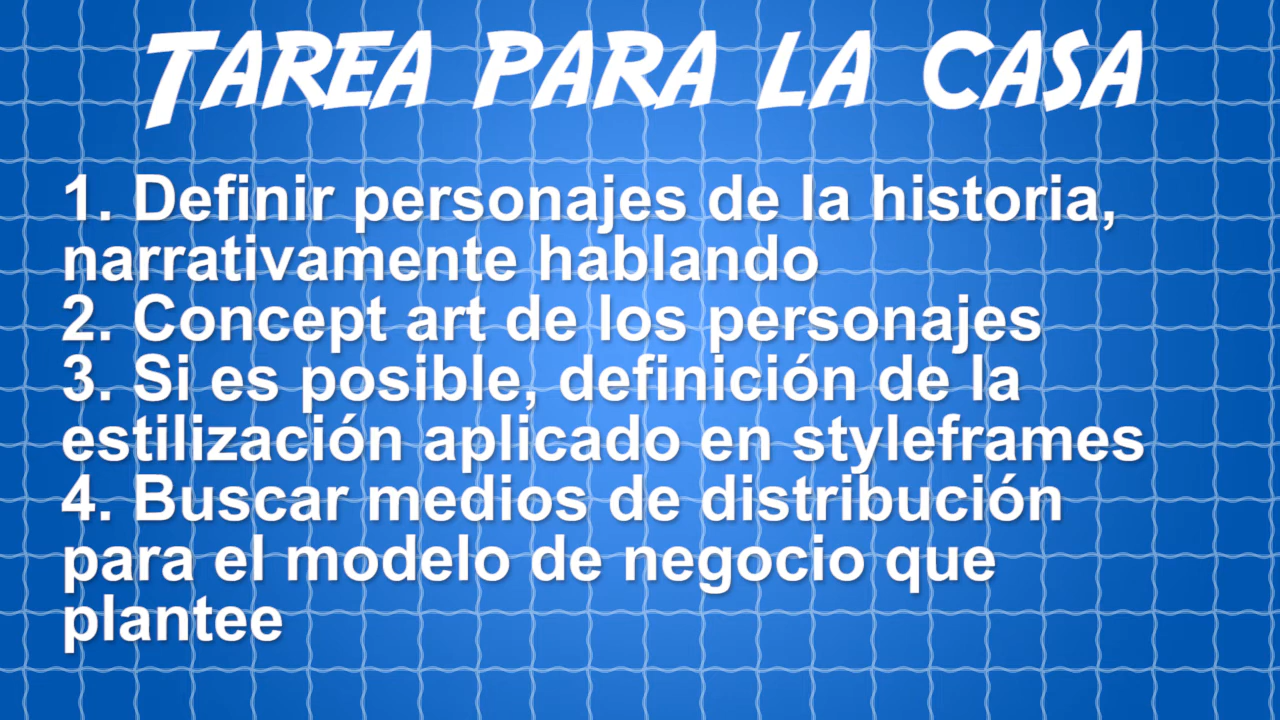 TAREA PARA LA CASA
1. Definir personajes de la historia,
narrativamente hablando
2. Concept art de los personajes
3. Si es posible, definición de la
estilización aplicado en styleframes
4. Buscar medios de distribución
para el modelo de negocio que
plantee